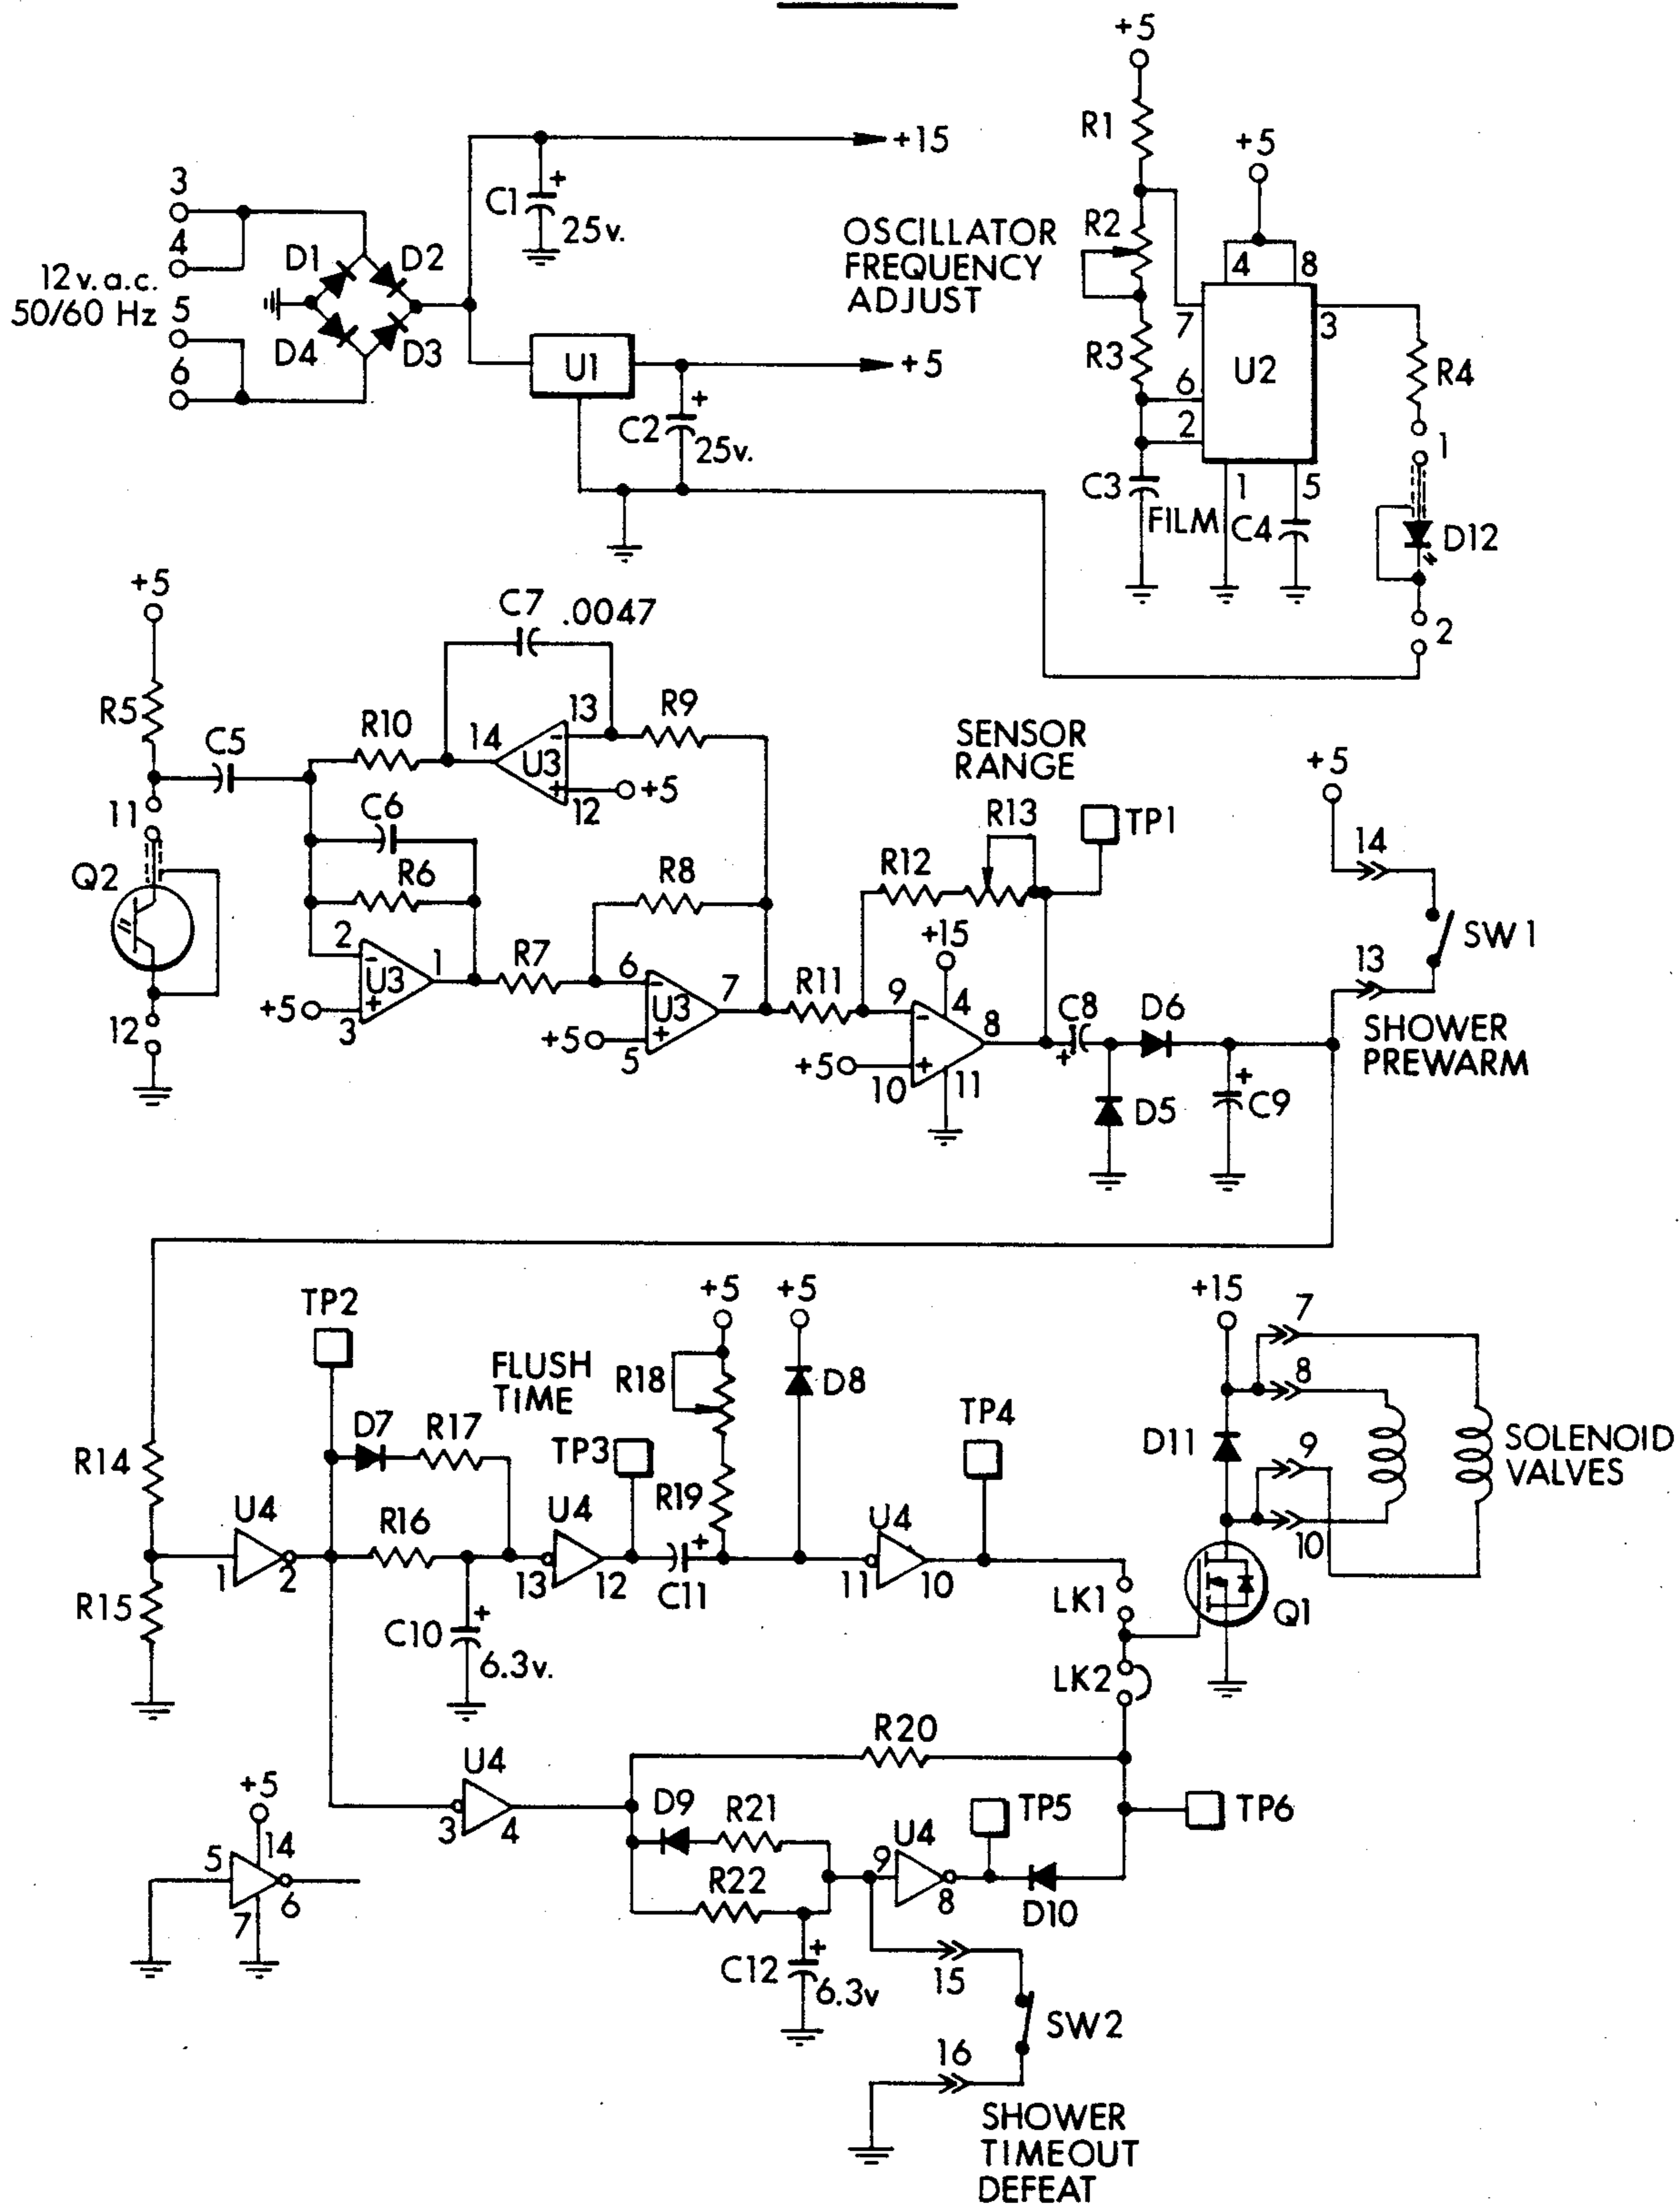 +5
R1
+5
+15
C1
+
25v.
3
4
12 v. a.c.
50/60 Hz
5
6
D1
D2
D4
D3
OSCILLATOR
FREQUENCY
ADJUST
R2
4
8
7
3
U2
R3
6
2
R4
U1
+5
C2
+
25v.
1
C3
FILM
1
5
C4
D12
2
+5
C7
.0047
R5
C5
R10
14
13
-
R9
U3
+
12
+5
C6
R6
R8
11
Q2
12
2
-
U3
1
+5
+
3
R7
6
-
U3
7
+5
+
5
SENSOR
RANGE
R13
TP1
R12
+15
R11
9
-
4
8
+5
+
10
11
C8
+
D6
D5
+
C9
+5
14
SW1
13
SHOWER
PREWARM
TP2
FLUSH
TIME
+5
+5
R18
D8
TP4
+15
7
8
D11
9
10
SOLENOID
VALVES
Q1
D7
R17
TP3
R19
R14
U4
R16
U4
U4
1
2
13
12
C11
+
11
10
LK1
R15
C10
+
6.3v.
LK2
R20
U4
3
4
+5
14
5
6
7
D9
R21
U4
TP5
TP6
R22
9
8
D10
C12
+
6.3v
15
SW2
16
SHOWER
TIMEOUT
DEFEAT